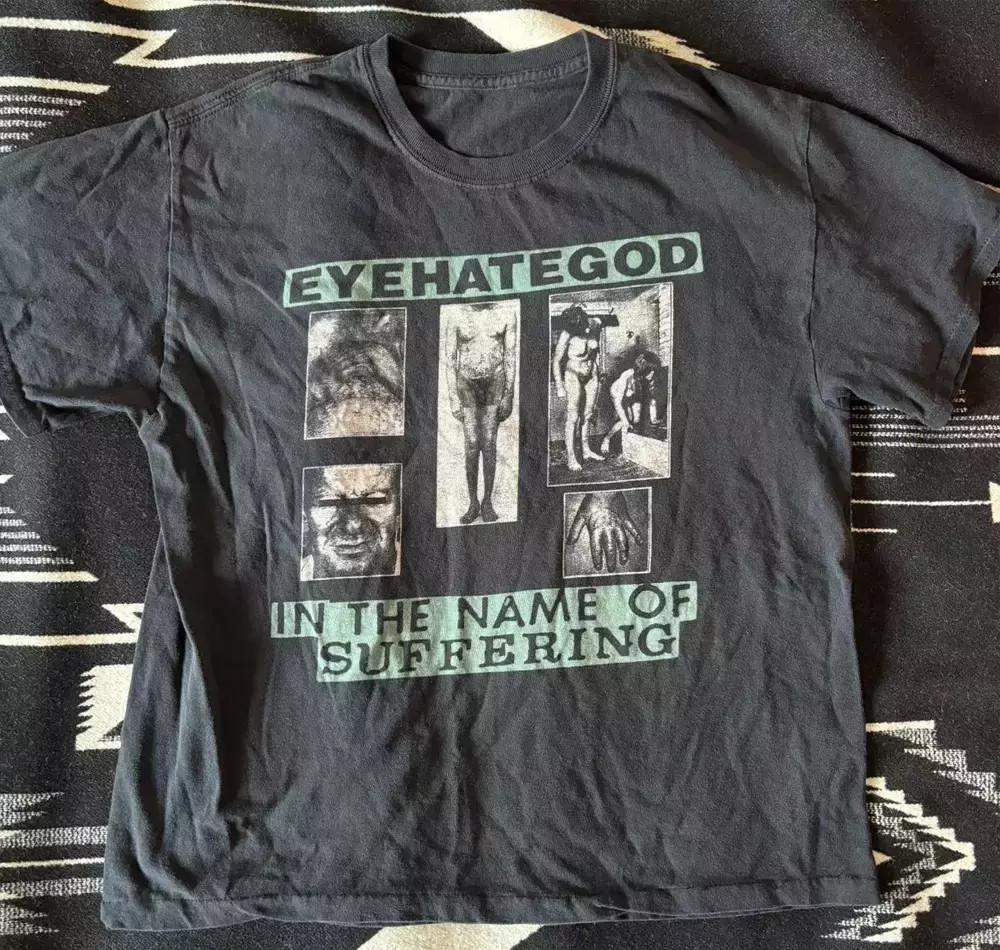 EYEHATEGOD
IN THE NAME OF
SUFFERING